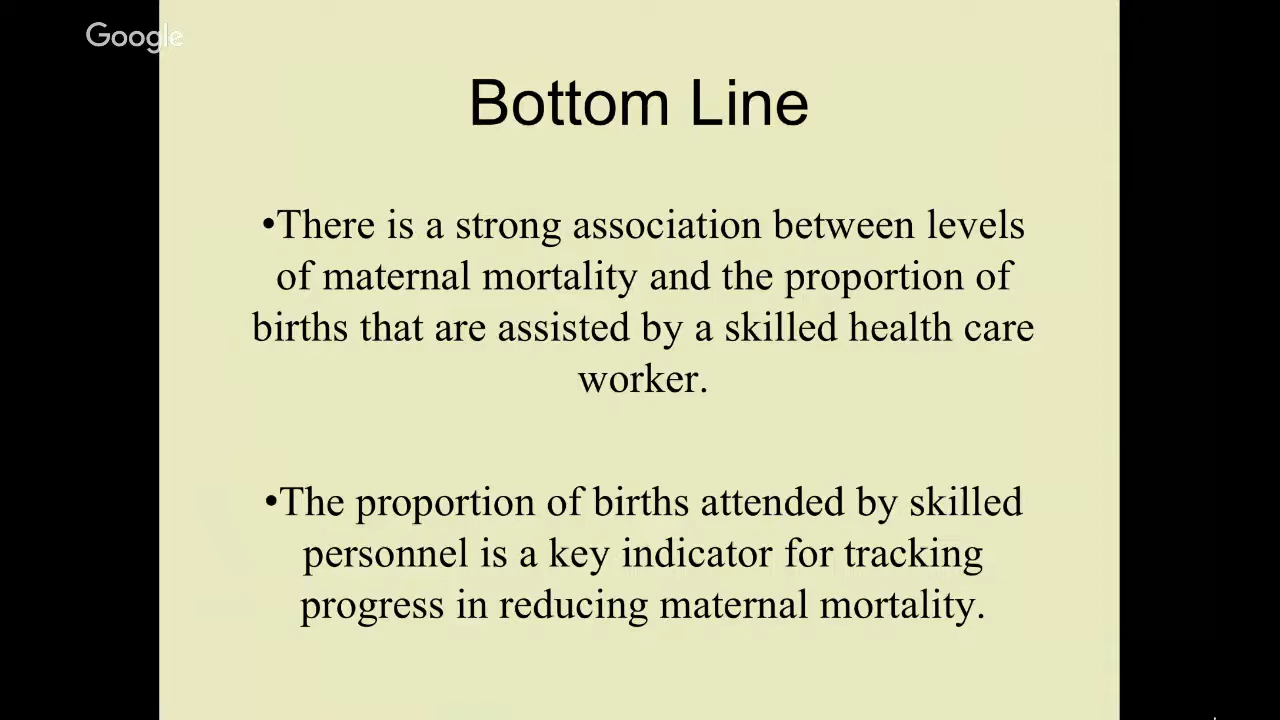 Google
Bottom Line
•There is a strong association between levels
of maternal mortality and the proportion of
births that are assisted by a skilled health care
worker.
•The proportion of births attended by skilled
personnel is a key indicator for tracking
progress in reducing maternal mortality.